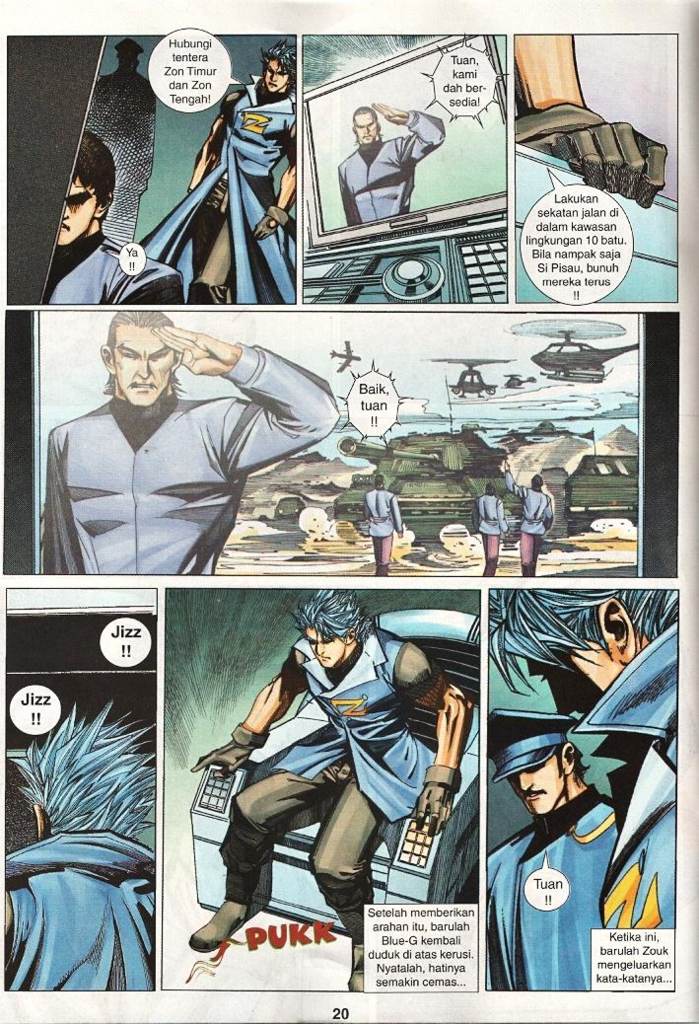 Hubungi
tentera
Zon Timur
dan Zon
Tengah!
Ya
!!
Z
Tuan,
kami
dah ber-
sedia!
Lakukan
sekatan jalan di
dalam kawasan
lingkungan 10 batu.
Bila nampak saja
Si Pisau, bunuh
mereka terus
!!
Baik,
tuan
!!
Jizz
!!
Jizz
!!
Z
PUKK
Setelah memberikan
arahan itu, barulah
Blue-G kembali
duduk di atas kerusi.
Nyatalah, hatinya
semakin cemas...
Tuan
!!
Z
Ketika ini,
barulah Zouk
mengeluarkan
kata-katanya...
20